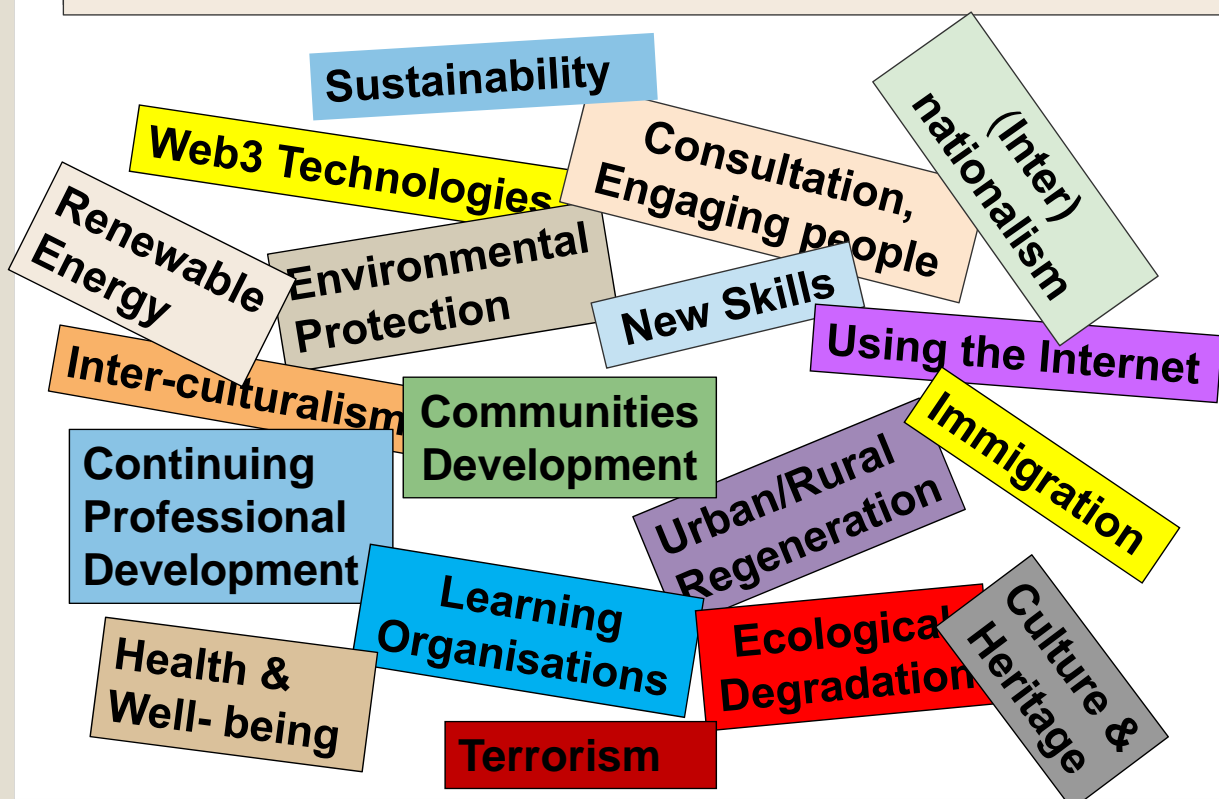 Sustainability
Web3 Technologies
Consultation,
Engaging people
(Inter)
nationalism
Renewable
Energy
Environmental
Protection
New Skills
Using the Internet
Inter-culturalism
Communities
Development
Immigration
Continuing
Professional
Development
Urban/Rural
Regeneration
Learning
Organisations
Ecological
Degradation
Culture &
Heritage
Health &
Well- being
Terrorism